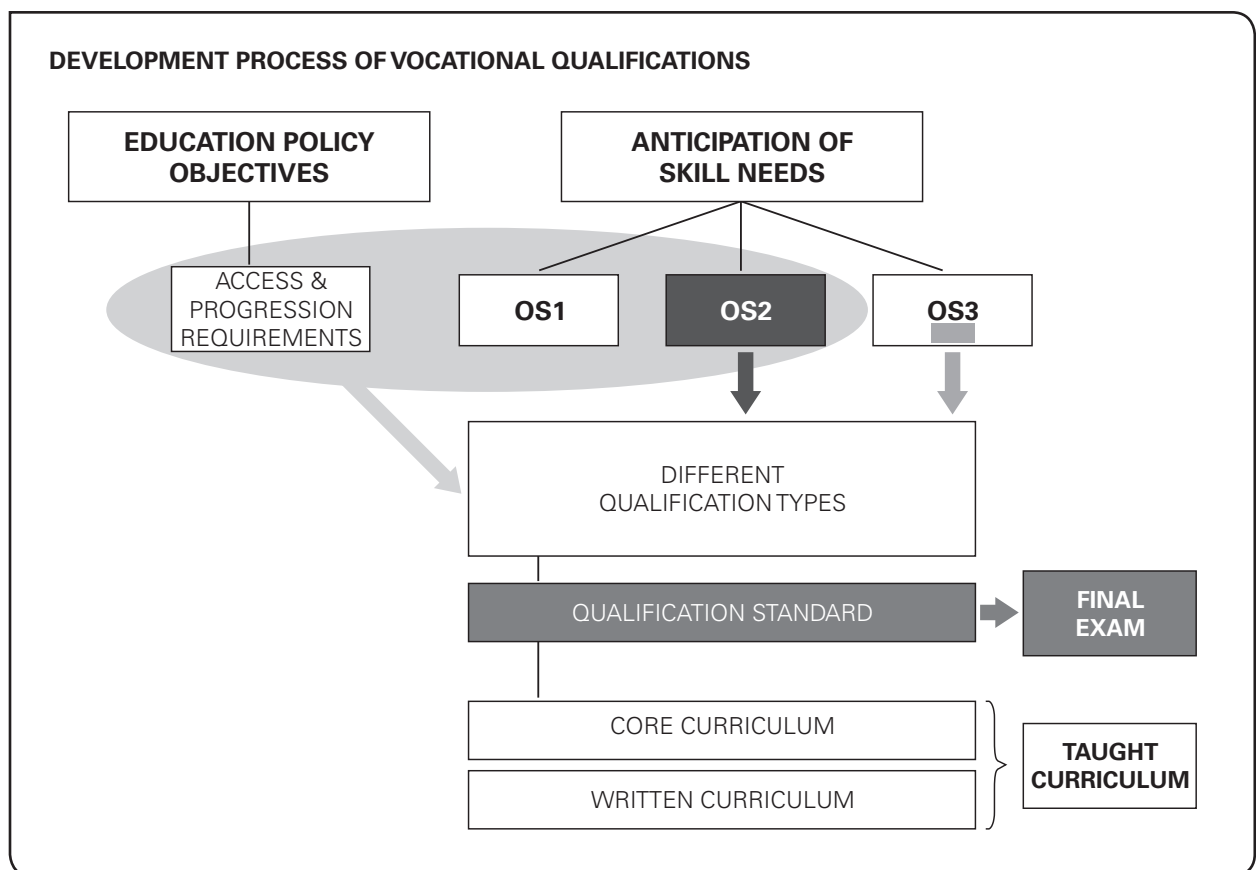 DEVELOPMENT PROCESS OF VOCATIONAL QUALIFICATIONS
EDUCATION POLICY
OBJECTIVES
ANTICIPATION OF
SKILL NEEDS
ACCESS &
PROGRESSION
REQUIREMENTS
OS1
OS2
OS3
DIFFERENT
QUALIFICATION TYPES
QUALIFICATION STANDARD
FINAL
EXAM
CORE CURRICULUM
WRITTEN CURRICULUM
TAUGHT
CURRICULUM